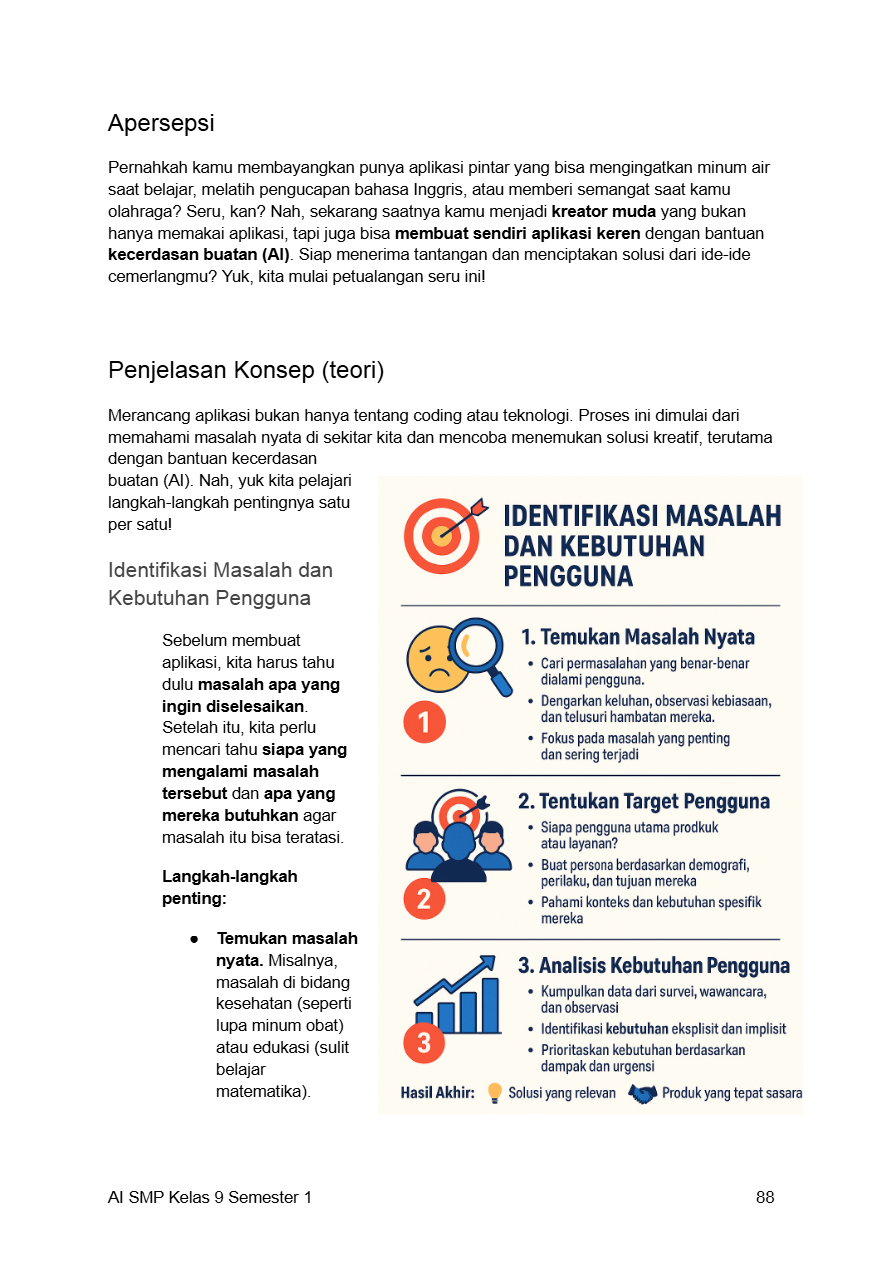 Apersepsi
Pernahkah kamu membayangkan punya aplikasi pintar yang bisa mengingatkan minum air
saat belajar, melatih pengucapan bahasa Inggris, atau memberi semangat saat kamu
olahraga? Seru, kan? Nah, sekarang saatnya kamu menjadi kreator muda yang bukan
hanya memakai aplikasi, tapi juga bisa membuat sendiri aplikasi keren dengan bantuan
kecerdasan buatan (AI). Siap menerima tantangan dan menciptakan solusi dari ide-ide
cemerlangmu? Yuk, kita mulai petualangan seru ini!
Penjelasan Konsep (teori)
Merancang aplikasi bukan hanya tentang coding atau teknologi. Proses ini dimulai dari
memahami masalah nyata di sekitar kita dan mencoba menemukan solusi kreatif, terutama
dengan bantuan kecerdasan
buatan (AI). Nah, yuk kita pelajari
langkah-langkah pentingnya satu
per satu!
Identifikasi Masalah dan
Kebutuhan Pengguna
Sebelum membuat
aplikasi, kita harus tahu
dulu masalah apa yang
ingin diselesaikan.
Setelah itu, kita perlu
mencari tahu siapa yang
mengalami masalah
tersebut dan apa yang
mereka butuhkan agar
masalah itu bisa teratasi.
Langkah-langkah
penting:
● Temukan masalah
nyata. Misalnya,
masalah di bidang
kesehatan (seperti
lupa minum obat)
atau edukasi (sulit
belajar
matematika).
IDENTIFIKASI MASALAH
DAN KEBUTUHAN
PENGGUNA
1
1. Temukan Masalah Nyata
• Cari permasalahan yang benar-benar
dialami pengguna.
• Dengarkan keluhan, observasi kebiasaan,
dan telusuri hambatan mereka.
• Fokus pada masalah yang penting
dan sering terjadi
2
2. Tentukan Target Pengguna
• Siapa pengguna utama prodkuk
atau layanan?
• Buat persona berdasarkan demografi,
perilaku, dan tujuan mereka
• Pahami konteks dan kebutuhan spesifik
mereka
3
3. Analisis Kebutuhan Pengguna
• Kumpulkan data dari survei, wawancara,
dan observasi
• Identifikasi kebutuhan eksplisit dan implisit
• Prioritaskan kebutuhan berdasarkan
dampak dan urgensi
Hasil Akhir: Solusi yang relevan Produk yang tepat sasara
AI SMP Kelas 9 Semester 1 88